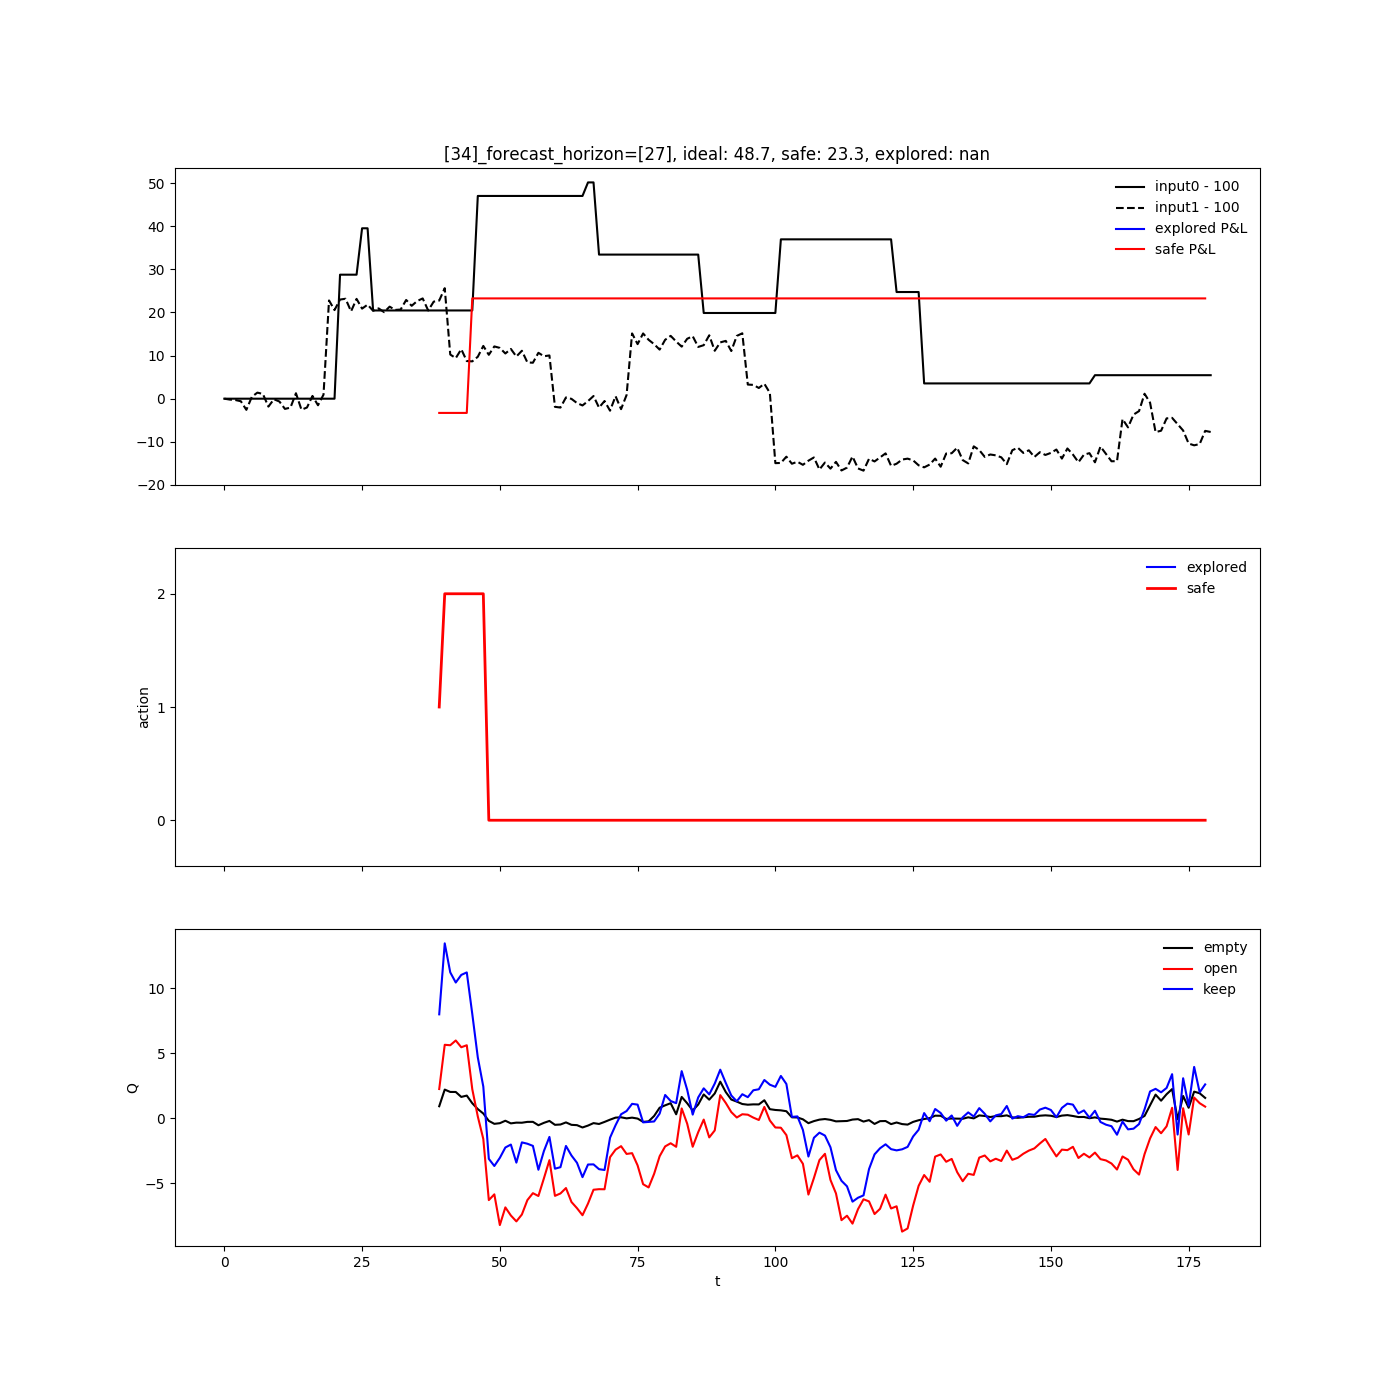 [34]_forecast_horizon=[27], ideal: 48.7, safe: 23.3, explored: nan
50
40
30
20
10
0
−10
−20
input0 - 100
input1 - 100
explored P&L
safe P&L
2
1
0
action
explored
safe
10
5
0
−5
Q
empty
open
keep
0 25 50 75 100 125 150 175
t